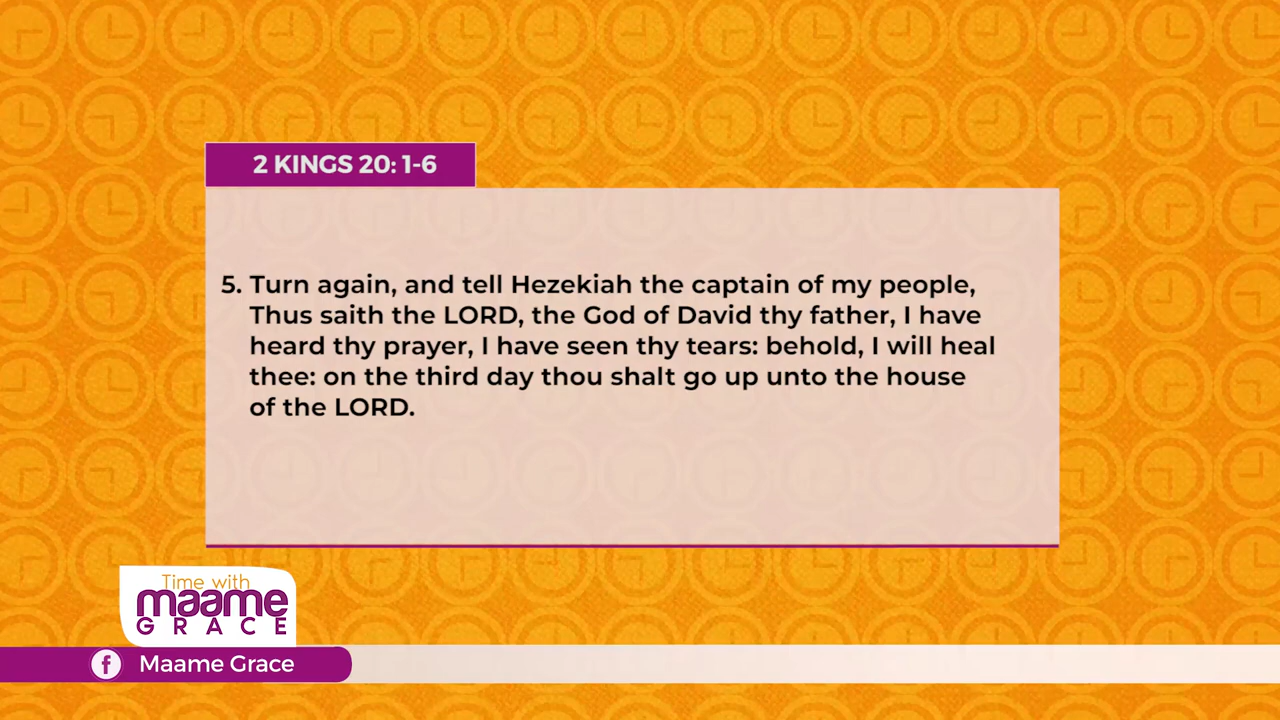 2 KINGS 20: 1-6
5. Turn again, and tell Hezekiah the captain of my people,
Thus saith the LORD, the God of David thy father, I have
heard thy prayer, I have seen thy tears: behold, I will heal
thee: on the third day thou shalt go up unto the house
of the LORD.
Time with
maame
GRACE
Maame Grace